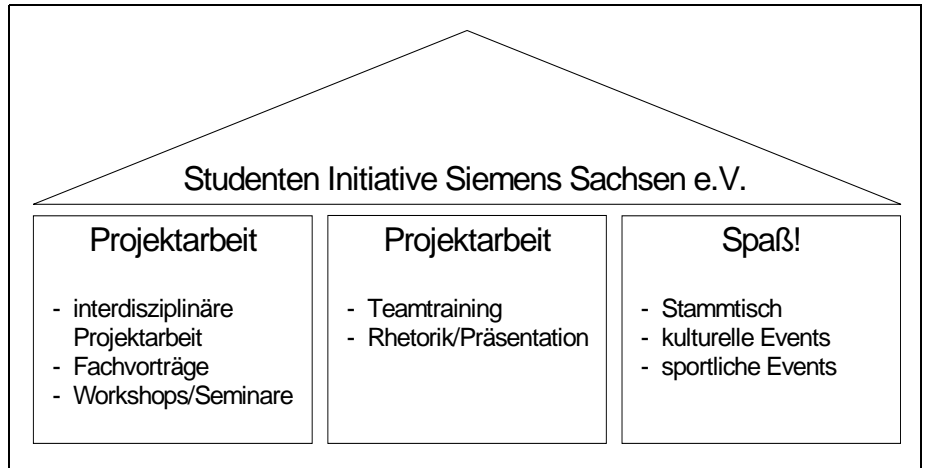 Studenten Initiative Siemens Sachsen e.V.
Projektarbeit
- interdisziplinäre
Projektarbeit
- Fachvorträge
- Workshops/Seminare
Projektarbeit
- Teamtraining
- Rhetorik/Präsentation
Spaß!
- Stammtisch
- kulturelle Events
- sportliche Events